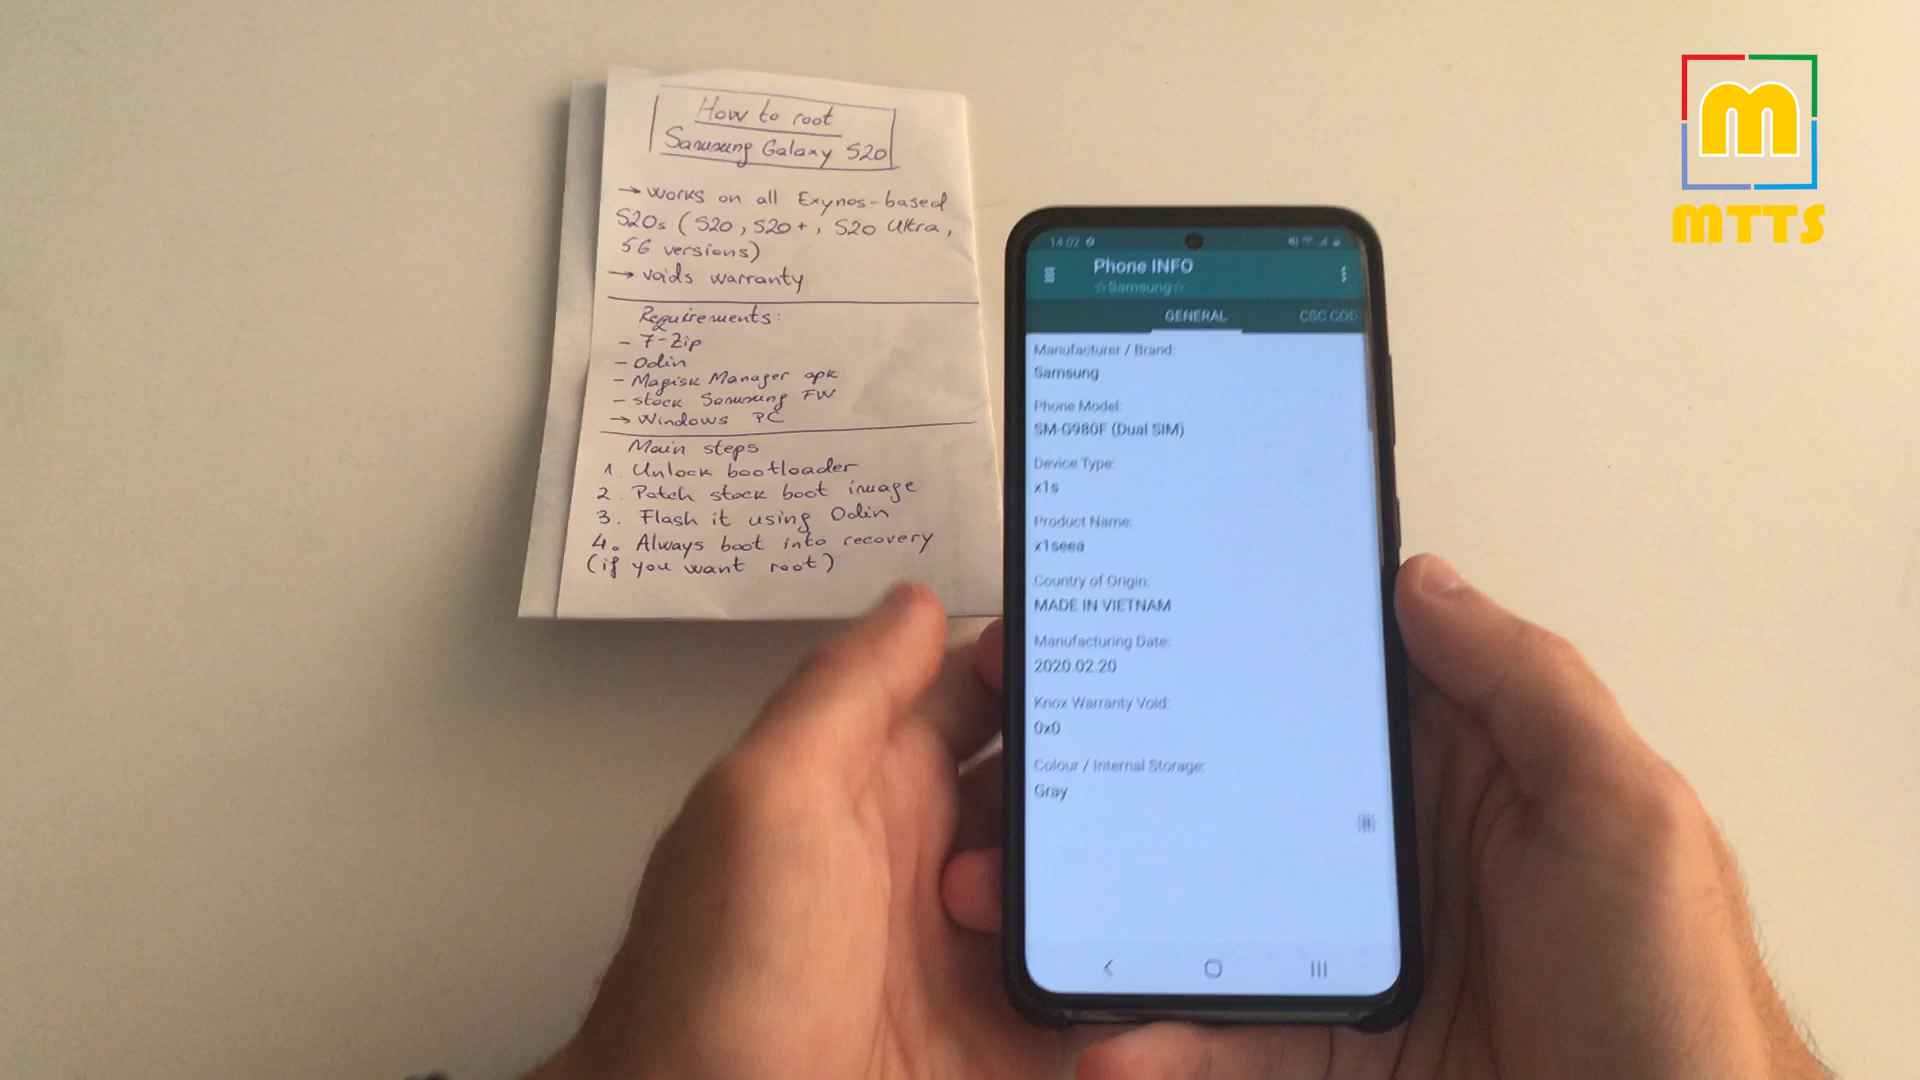 How to root
Samsung Galaxy S20
→ works on all Exynos-based
S20s (S20, S20+, S20 Ultra,
5G versions)
→ voids warranty
Requirements:
- 7-Zip
- Odin
- Magisk Manager apk
- stock Samsung FW
→ Windows PC
Main steps
1. Unlock bootloader
2. Patch stock boot image
3. Flash it using Odin
4. Always boot into recovery
(if you want root)
14:02
Phone INFO
☆Samsung☆
GENERAL
CSC COD
Manufacturer / Brand:
Samsung
Phone Model:
SM-G980F (Dual SIM)
Device Type:
x1s
Product Name:
x1seea
Country of Origin:
MADE IN VIETNAM
Manufacturing Date:
2020.02.20
Knox Warranty Void:
0x0
Colour / Internal Storage:
Gray
M
MTTS